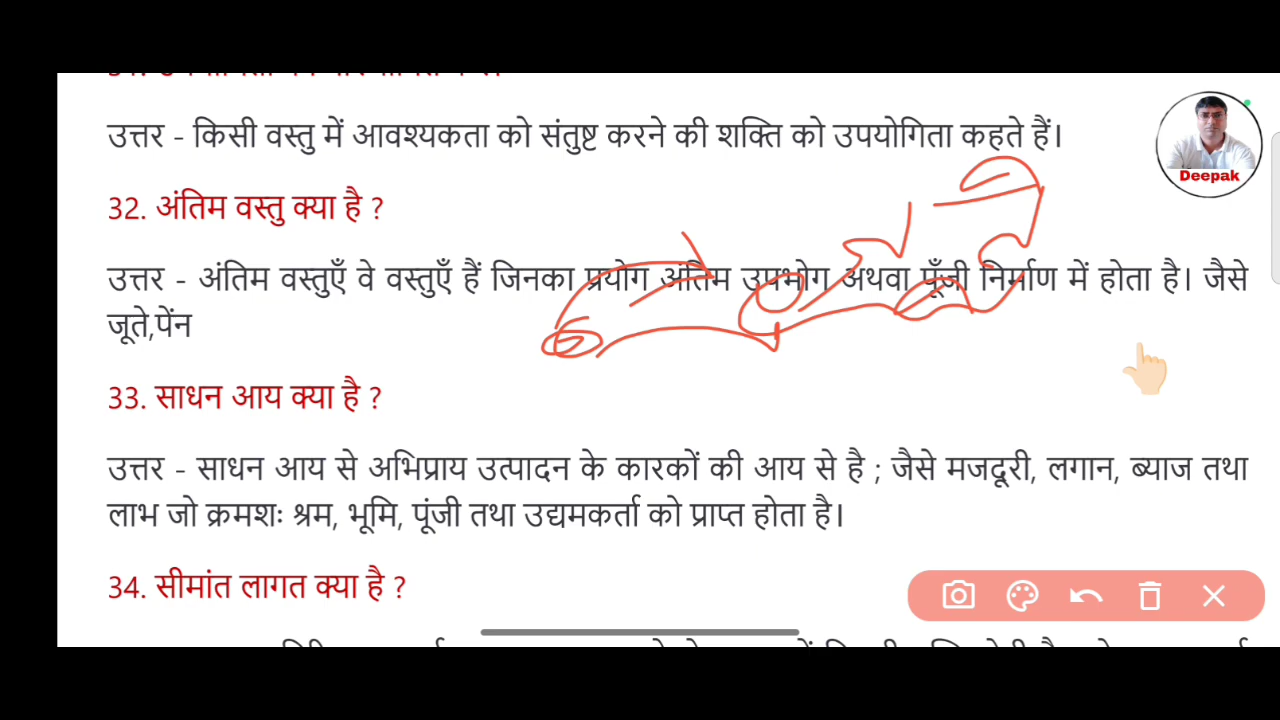 उत्तर - किसी वस्तु में आवश्यकता को संतुष्ट करने की शक्ति को उपयोगिता कहते हैं।
Deepak
32. अंतिम वस्तु क्या है ?
उत्तर - अंतिम वस्तुएँ वे वस्तुएँ हैं जिनका प्रयोग अंतिम उपभोग अथवा पूँजी निर्माण में होता है। जैसे
जूते,पेंन
33. साधन आय क्या है ?
उत्तर - साधन आय से अभिप्राय उत्पादन के कारकों की आय से है ; जैसे मजदूरी, लगान, ब्याज तथा
लाभ जो क्रमशः श्रम, भूमि, पूंजी तथा उद्यमकर्ता को प्राप्त होता है।
34. सीमांत लागत क्या है ?